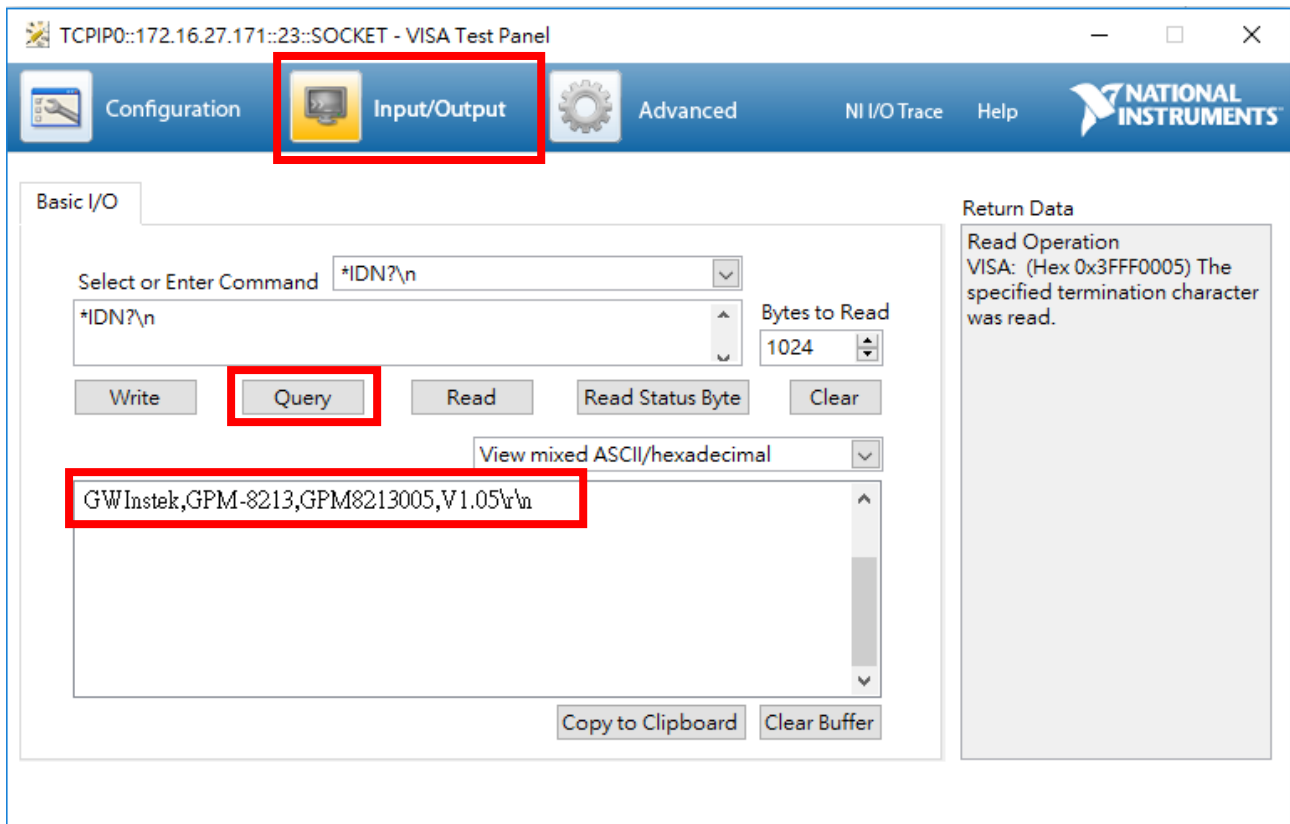 TCPIP0::172.16.27.171::23::SOCKET - VISA Test Panel
Configuration
Input/Output
Advanced
NI I/O Trace
Help
NATIONAL
INSTRUMENTS
Basic I/O
Select or Enter Command
*IDN?\n
*IDN?\n
Bytes to Read
1024
Write
Query
Read
Read Status Byte
Clear
View mixed ASCII/hexadecimal
GWInstek,GPM-8213,GPM8213005,V1.05\r\n
Copy to Clipboard
Clear Buffer
Return Data
Read Operation
VISA: (Hex 0x3FFF0005) The
specified termination character
was read.